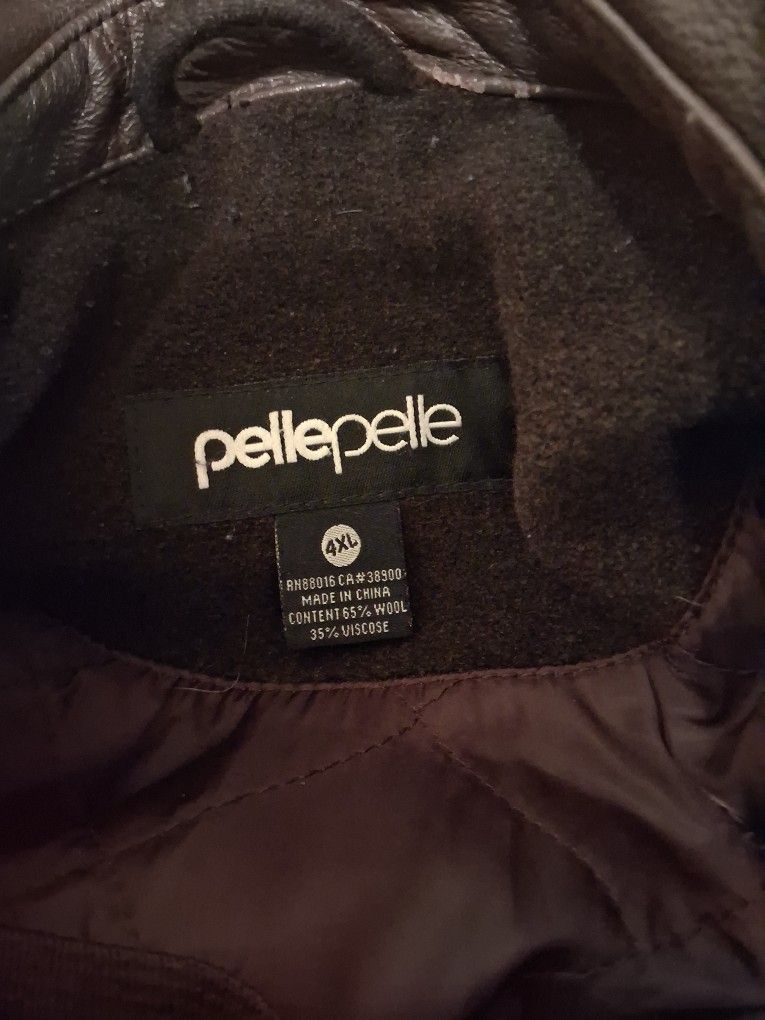 pellepelle
4XL
RN88016 CA#38900
MADE IN CHINA
CONTENT 65% WOOL
35% VISCOSE